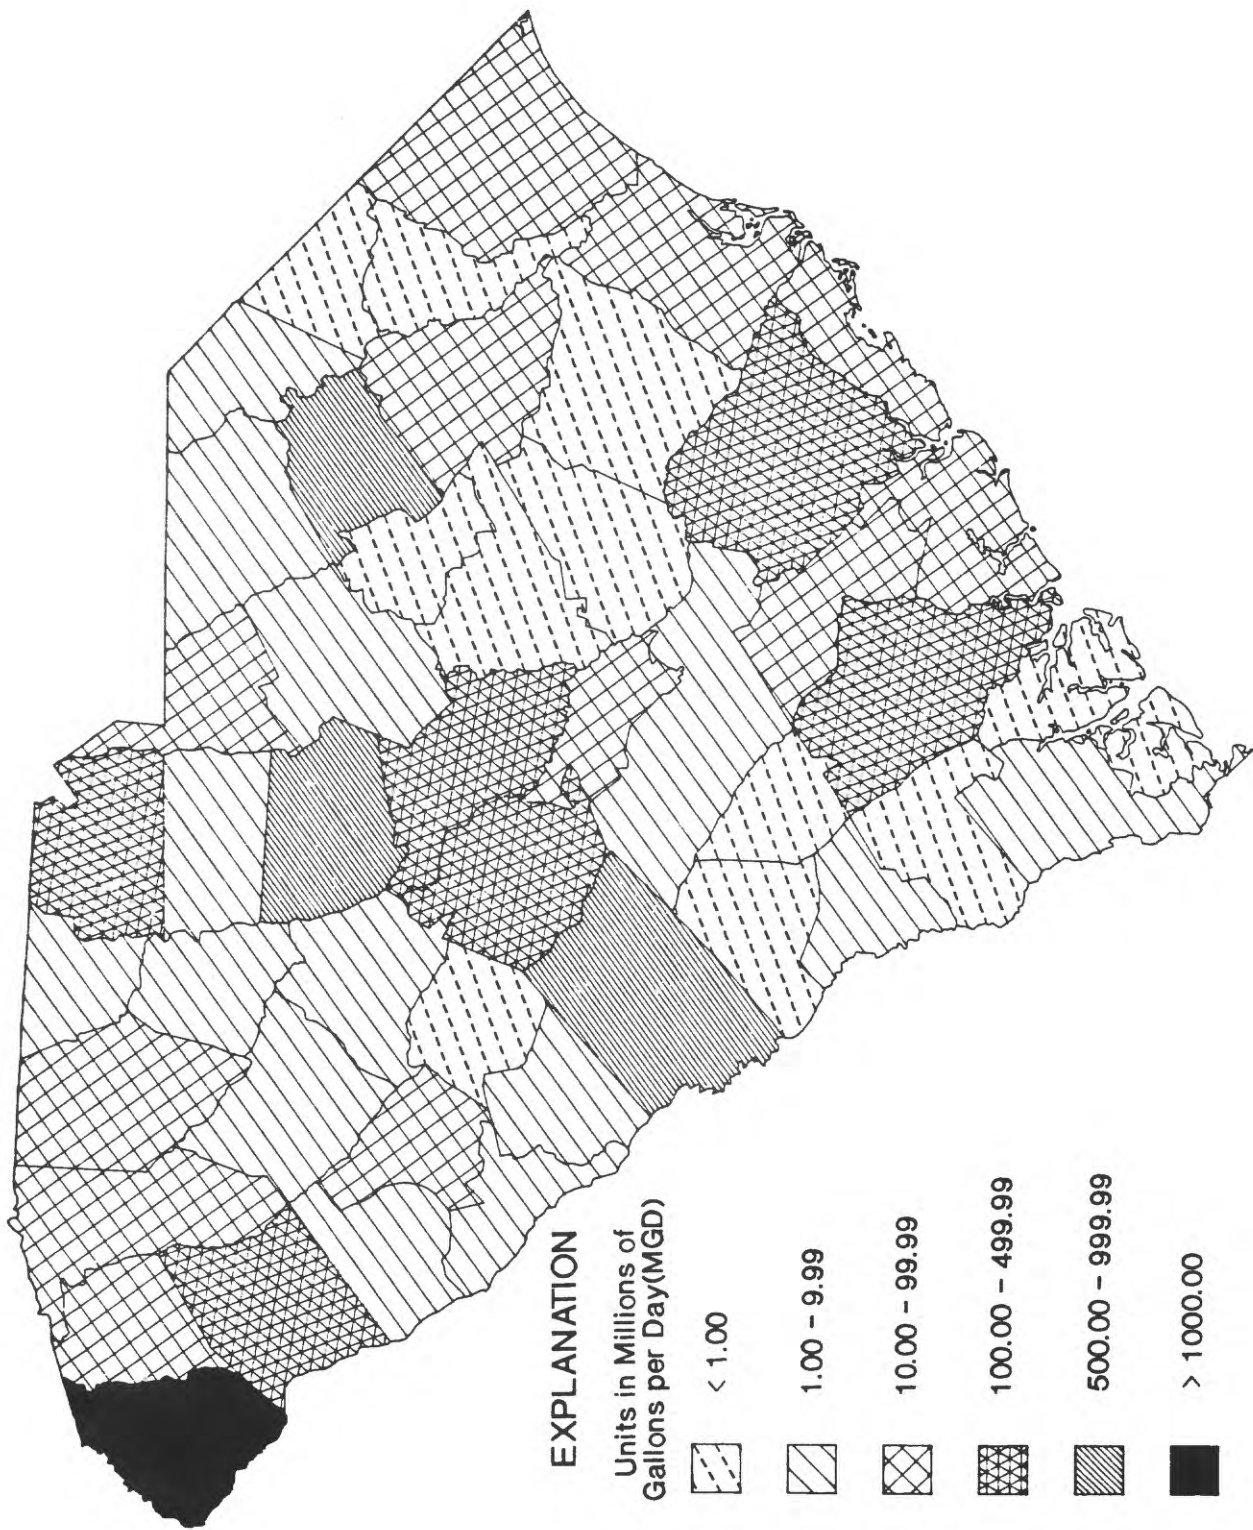 EXPLANATION
Units in Millions of
Gallons per Day(MGD)
< 1.00
1.00 – 9.99
10.00 – 99.99
100.00 – 499.99
500.00 – 999.99
> 1000.00